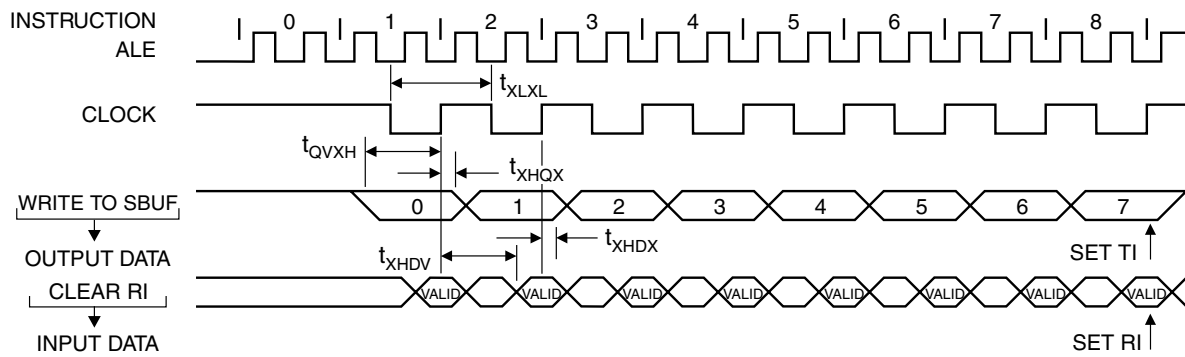 INSTRUCTION 0 1 2 3 4 5 6 7 8
ALE
tXLXL
CLOCK
tQVXH
tXHQX
WRITE TO SBUF 0 1 2 3 4 5 6 7
tXHDV tXHDX
OUTPUT DATA SET TI
CLEAR RI VALID VALID VALID VALID VALID VALID VALID VALID
INPUT DATA SET RI